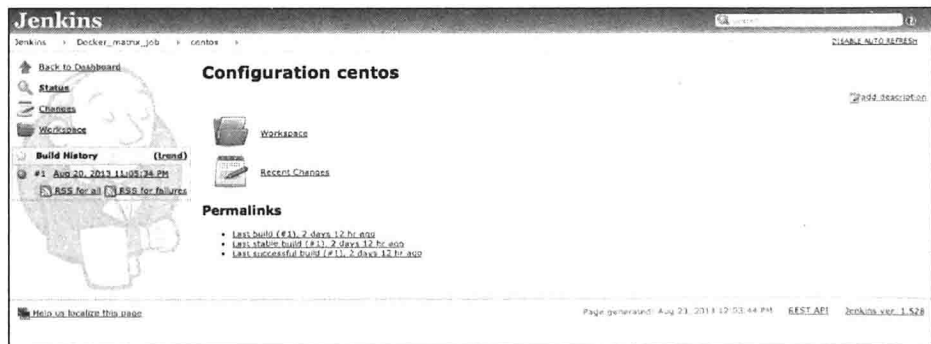 Jenkins
search
Jenkins Docker_matrix_job centos
DISABLE AUTO REFRESH
Back to Dashboard
Status
Changes
Workspace
Build History (trend)
#1 Aug 20, 2013 11:05:34 PM
RSS for all RSS for failures
Configuration centos
add description
Workspace
Recent Changes
Permalinks
Last build (#1), 2 days 12 hr ago
Last stable build (#1), 2 days 12 hr ago
Last successful build (#1), 2 days 12 hr ago
Help us localize this page
Page generated: Aug 23, 2013 12:03:44 PM REST API Jenkins ver. 1.528